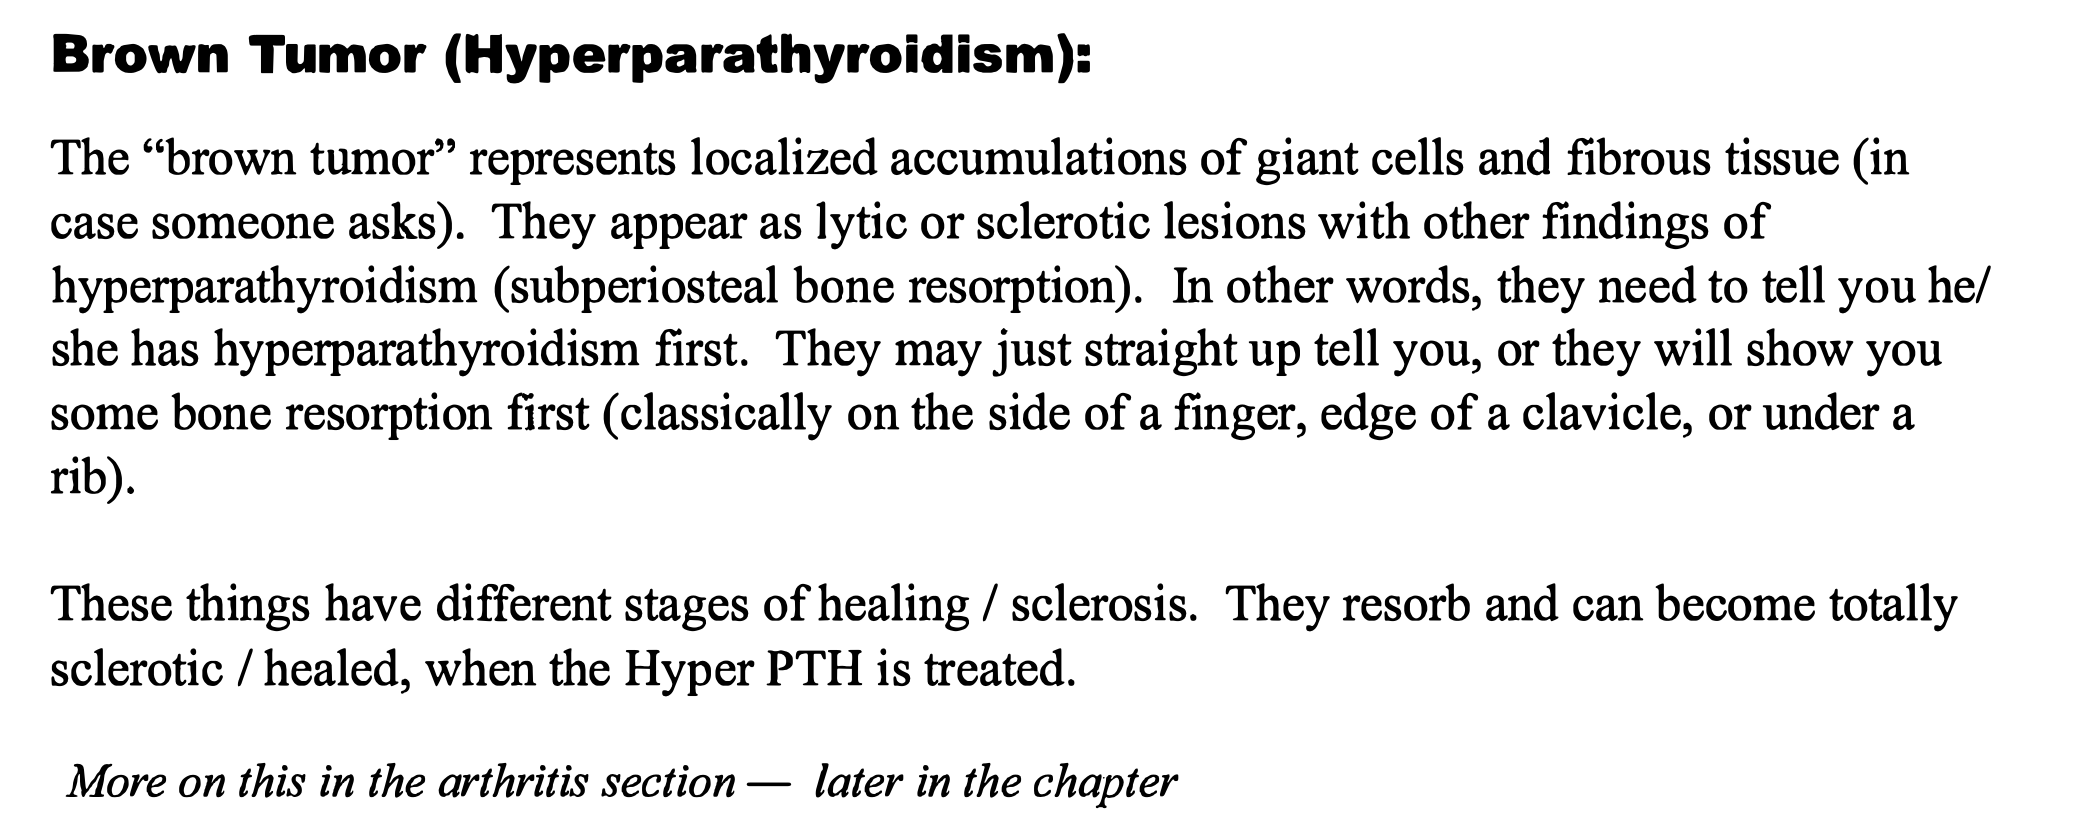 Brown Tumor (Hyperparathyroidism):
The “brown tumor” represents localized accumulations of giant cells and fibrous tissue (in
case someone asks).  They appear as lytic or sclerotic lesions with other findings of
hyperparathyroidism (subperiosteal bone resorption).  In other words, they need to tell you he/
she has hyperparathyroidism first.  They may just straight up tell you, or they will show you
some bone resorption first (classically on the side of a finger, edge of a clavicle, or under a
rib).
These things have different stages of healing / sclerosis.  They resorb and can become totally
sclerotic / healed, when the Hyper PTH is treated.
More on this in the arthritis section —  later in the chapter